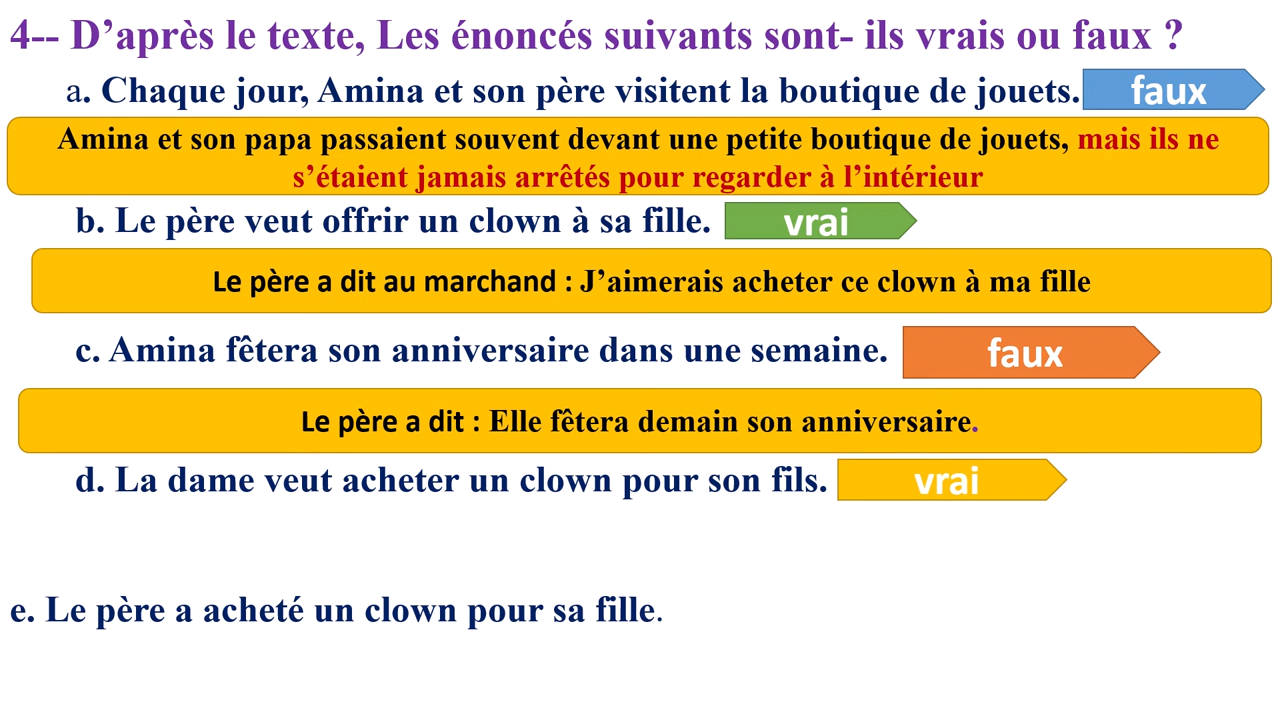 4-- D’après le texte, Les énoncés suivants sont- ils vrais ou faux ?
a. Chaque jour, Amina et son père visitent la boutique de jouets. faux
Amina et son papa passaient souvent devant une petite boutique de jouets, mais ils ne
s’étaient jamais arrêtés pour regarder à l’intérieur
b. Le père veut offrir un clown à sa fille. vrai
Le père a dit au marchand : J’aimerais acheter ce clown à ma fille
c. Amina fêtera son anniversaire dans une semaine. faux
Le père a dit : Elle fêtera demain son anniversaire.
d. La dame veut acheter un clown pour son fils. vrai
e. Le père a acheté un clown pour sa fille.